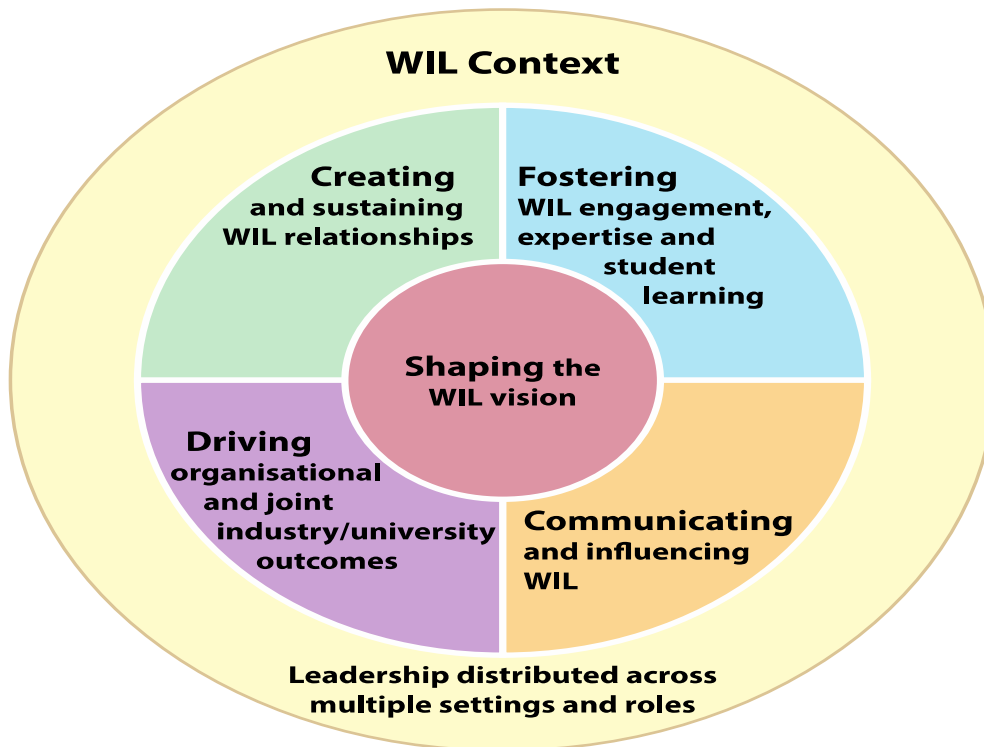 WIL Context
Creating
and sustaining
WIL relationships
Fostering
WIL engagement,
expertise and
student
learning
Shaping the
WIL vision
Driving
organisational
and joint
industry/university
outcomes
Communicating
and influencing
WIL
Leadership distributed across
multiple settings and roles